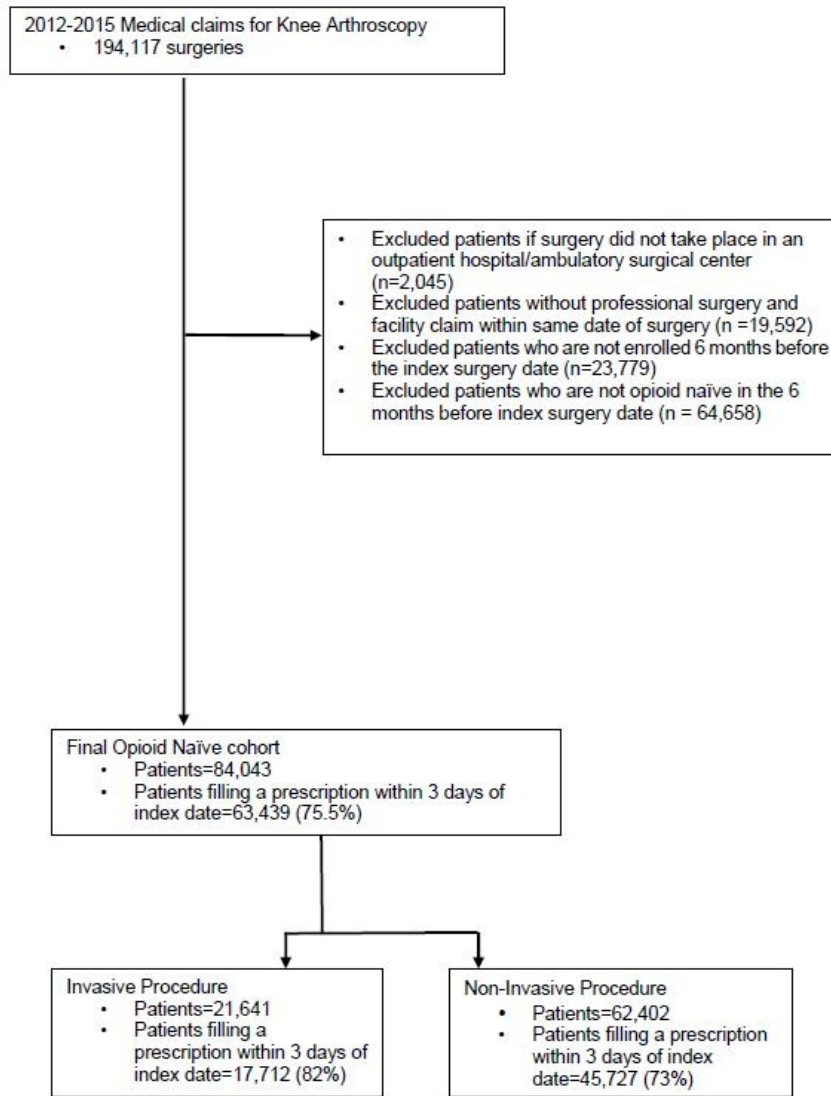 2012-2015 Medical claims for Knee Arthroscopy
• 194,117 surgeries
• Excluded patients if surgery did not take place in an
outpatient hospital/ambulatory surgical center
(n=2,045)
• Excluded patients without professional surgery and
facility claim within same date of surgery (n =19,592)
• Excluded patients who are not enrolled 6 months before
the index surgery date (n=23,779)
• Excluded patients who are not opioid naïve in the 6
months before index surgery date (n = 64,658)
Final Opioid Naïve cohort
• Patients=84,043
• Patients filling a prescription within 3 days of
index date=63,439 (75.5%)
Invasive Procedure
• Patients=21,641
• Patients filling a
prescription within 3 days of
index date=17,712 (82%)
Non-Invasive Procedure
• Patients=62,402
• Patients filling a prescription
within 3 days of index
date=45,727 (73%)